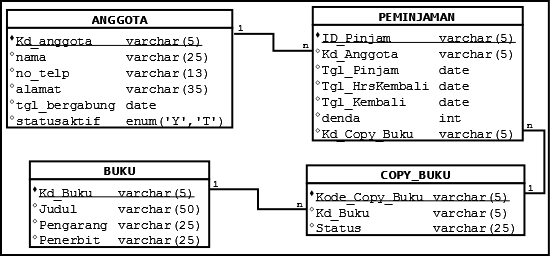 ANGGOTA
Kd_anggota varchar(5)
nama varchar(25)
no_telp varchar(13)
alamat varchar(35)
tgl_bergabung date
statusaktif enum('Y','T')
1
n
PEMINJAMAN
ID_Pinjam varchar(5)
Kd_Anggota varchar(5)
Tgl_Pinjam date
Tgl_HrsKembali date
Tgl_Kembali date
denda int
Kd_Copy_Buku varchar(5)
n
1
BUKU
Kd_Buku varchar(5)
Judul varchar(50)
Pengarang varchar(25)
Penerbit varchar(25)
1
n
COPY_BUKU
Kode_Copy_Buku varchar(5)
Kd_Buku varchar(5)
Status varchar(25)